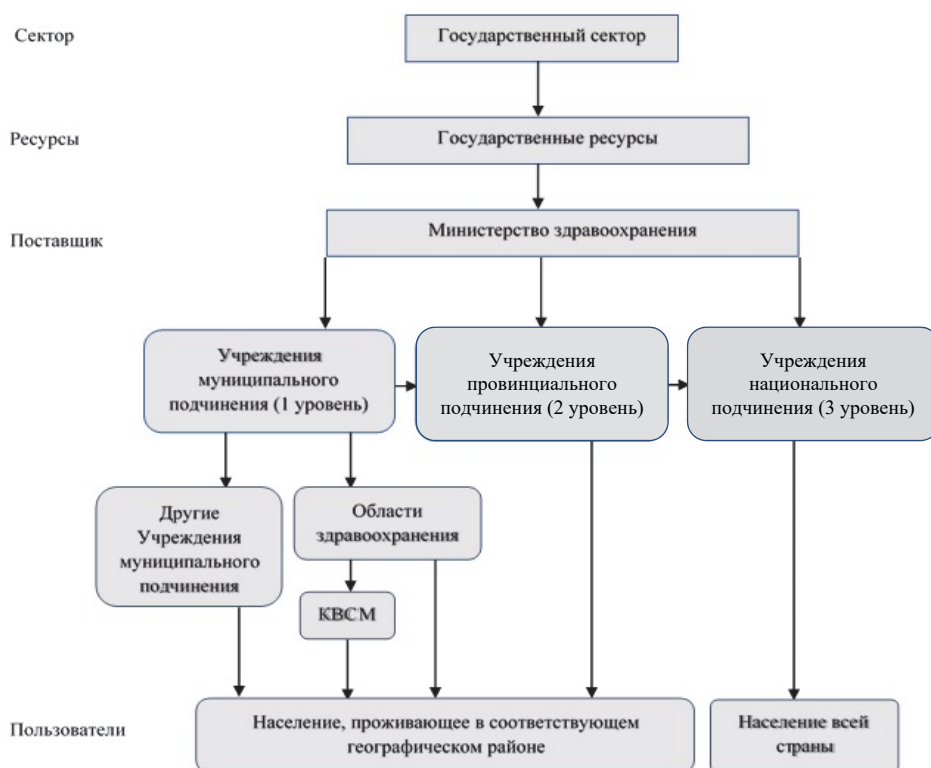 Сектор
Государственный сектор
Ресурсы
Государственные ресурсы
Поставщик
Министерство здравоохранения
Учреждения
муниципального
подчинения (1 уровень)
Учреждения
провинциального
подчинения (2 уровень)
Учреждения
национального
подчинения (3 уровень)
Другие
Учреждения
муниципального
подчинения
Области
здравоохранения
КВСМ
Пользователи
Население, проживающее в соответствующем
географическом районе
Население всей
страны